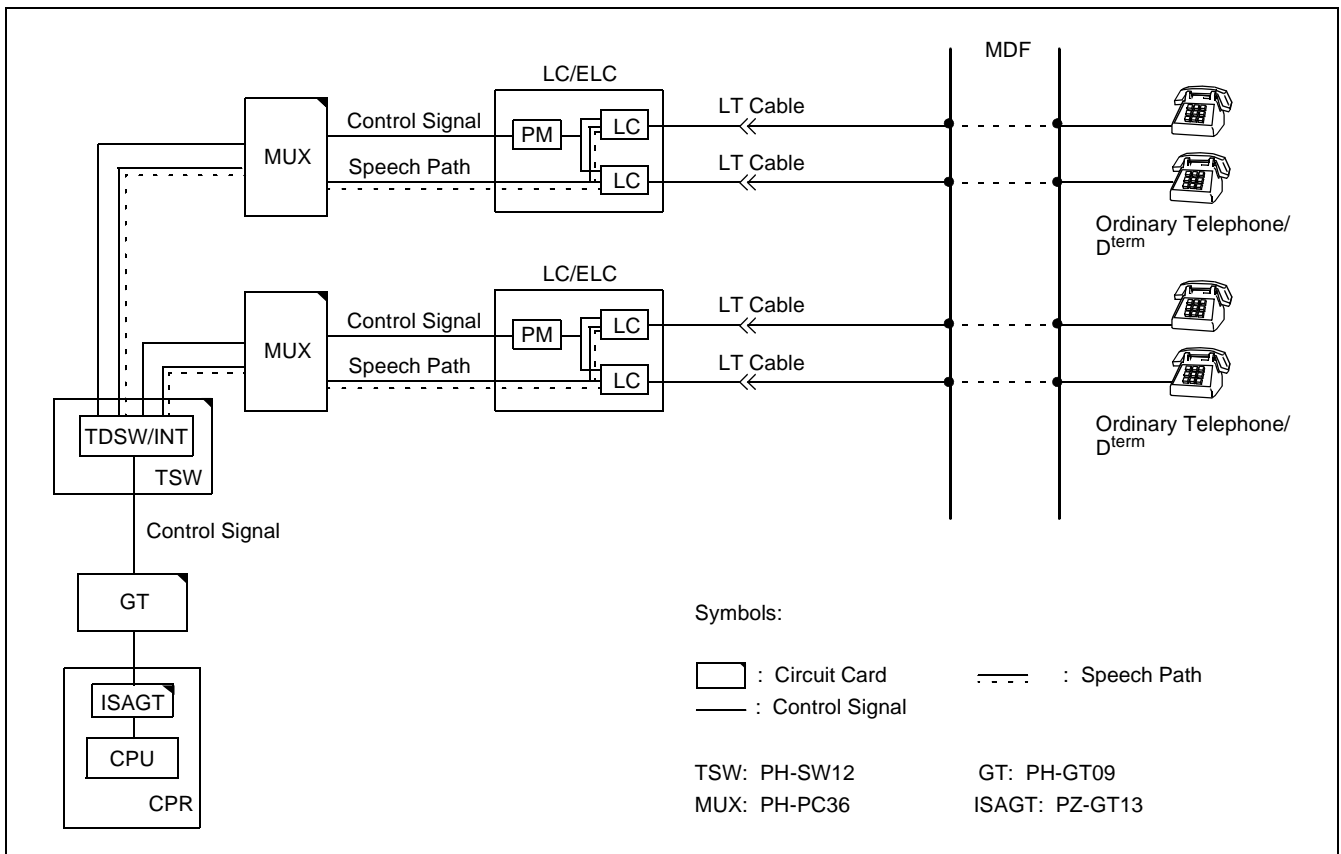 MDF
LC/ELC
LT Cable
Control Signal
PM
LC
MUX
Speech Path
LT Cable
LC
Ordinary Telephone/
Dterm
LC/ELC
LT Cable
Control Signal
PM
LC
MUX
Speech Path
LT Cable
LC
Ordinary Telephone/
Dterm
TDSW/INT
TSW
Control Signal
GT
ISAGT
CPU
CPR
Symbols:
: Circuit Card
: Speech Path
: Control Signal
TSW: PH-SW12
GT: PH-GT09
MUX: PH-PC36
ISAGT: PZ-GT13